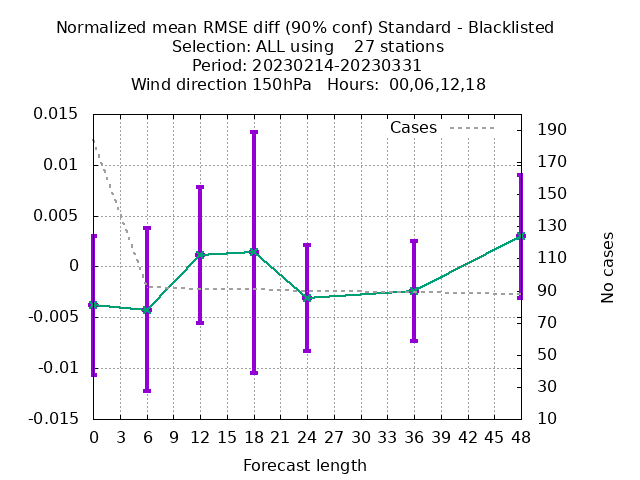 Normalized mean RMSE diff (90% conf) Standard - Blacklisted
Selection: ALL using    27 stations
Period: 20230214-20230331
Wind direction 150hPa   Hours:  00,06,12,18
Cases
0.015
0.01
0.005
0
-0.005
-0.01
-0.015
190
170
150
130
110
90
70
50
30
10
No cases
0 3 6 9 12 15 18 21 24 27 30 33 36 39 42 45 48
Forecast length